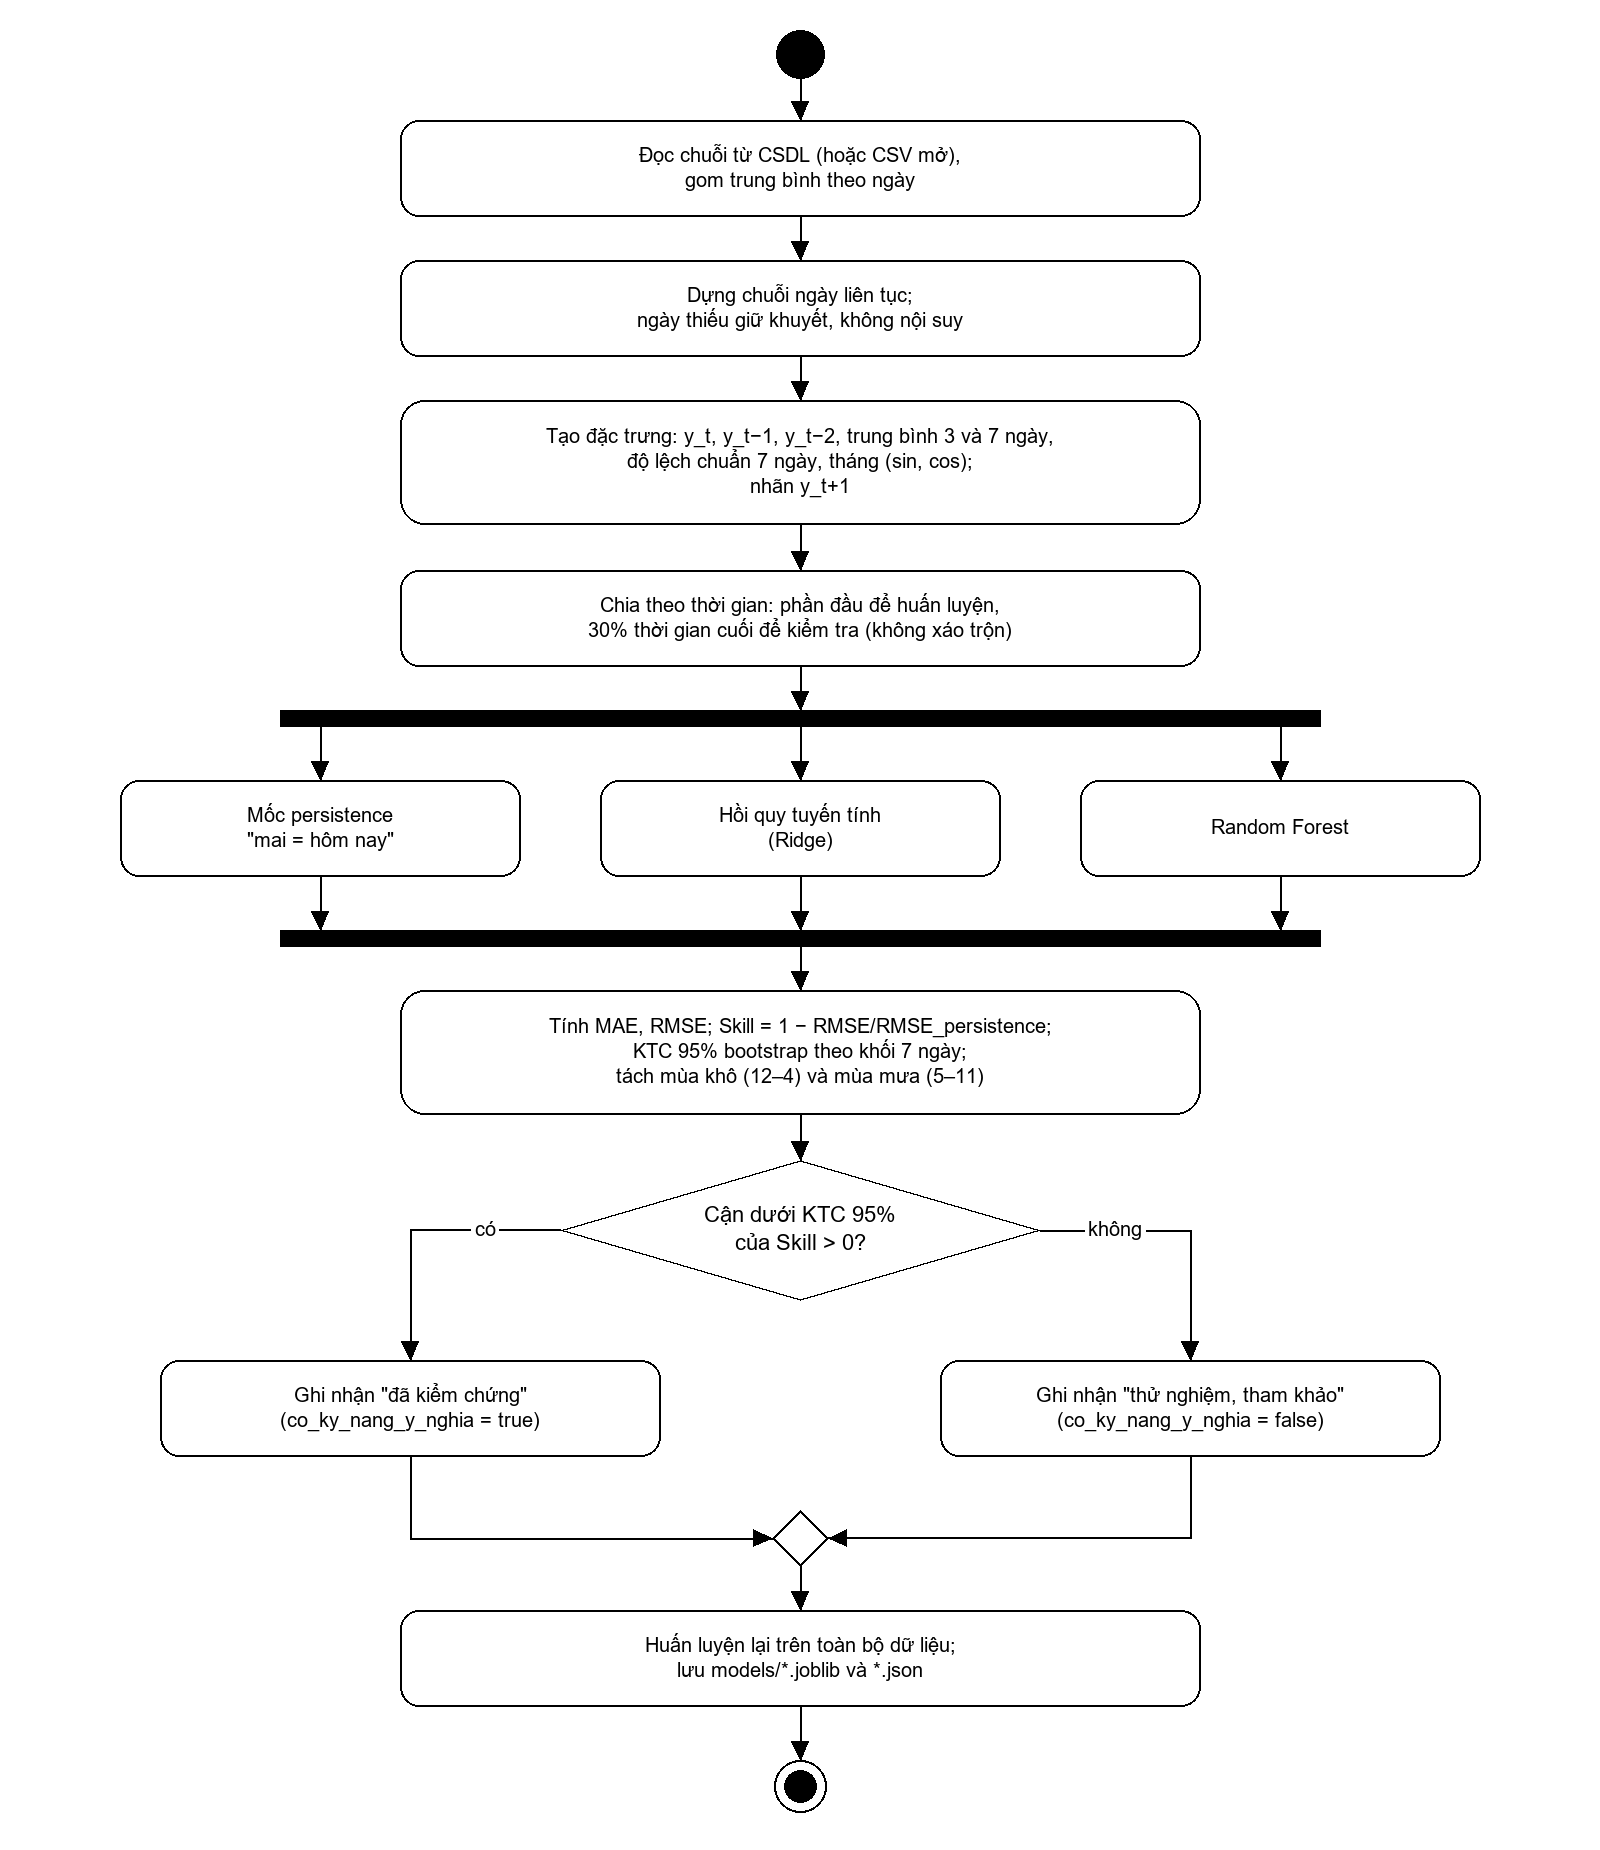 Đọc chuỗi từ CSDL (hoặc CSV mở),
gom trung bình theo ngày
Dựng chuỗi ngày liên tục;
ngày thiếu giữ khuyết, không nội suy
Tạo đặc trưng: y_t, y_t−1, y_t−2, trung bình 3 và 7 ngày,
độ lệch chuẩn 7 ngày, tháng (sin, cos);
nhãn y_t+1
Chia theo thời gian: phần đầu để huấn luyện,
30% thời gian cuối để kiểm tra (không xáo trộn)
Mốc persistence
"mai = hôm nay"
Hồi quy tuyến tính
(Ridge)
Random Forest
Tính MAE, RMSE; Skill = 1 − RMSE/RMSE_persistence;
KTC 95% bootstrap theo khối 7 ngày;
tách mùa khô (12–4) và mùa mưa (5–11)
Cận dưới KTC 95%
của Skill > 0?
có
không
Ghi nhận "đã kiểm chứng"
(co_ky_nang_y_nghia = true)
Ghi nhận "thử nghiệm, tham khảo"
(co_ky_nang_y_nghia = false)
Huấn luyện lại trên toàn bộ dữ liệu;
lưu models/*.joblib và *.json